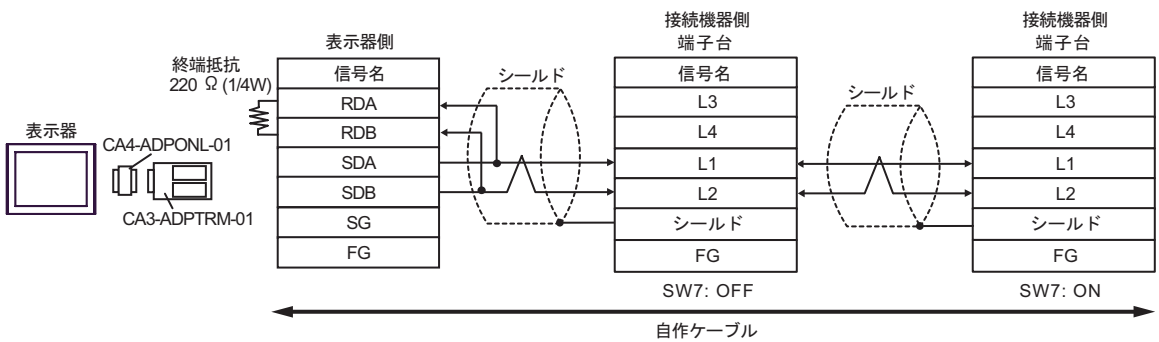 表示器
CA4-ADPONL-01
CA3-ADPTRM-01
終端抵抗
220 Ω (1/4W)
表示器側
信号名
RDA
RDB
SDA
SDB
SG
FG
シールド
接続機器側
端子台
信号名
L3
L4
L1
L2
シールド
FG
SW7: OFF
シールド
接続機器側
端子台
信号名
L3
L4
L1
L2
シールド
FG
SW7: ON
自作ケーブル